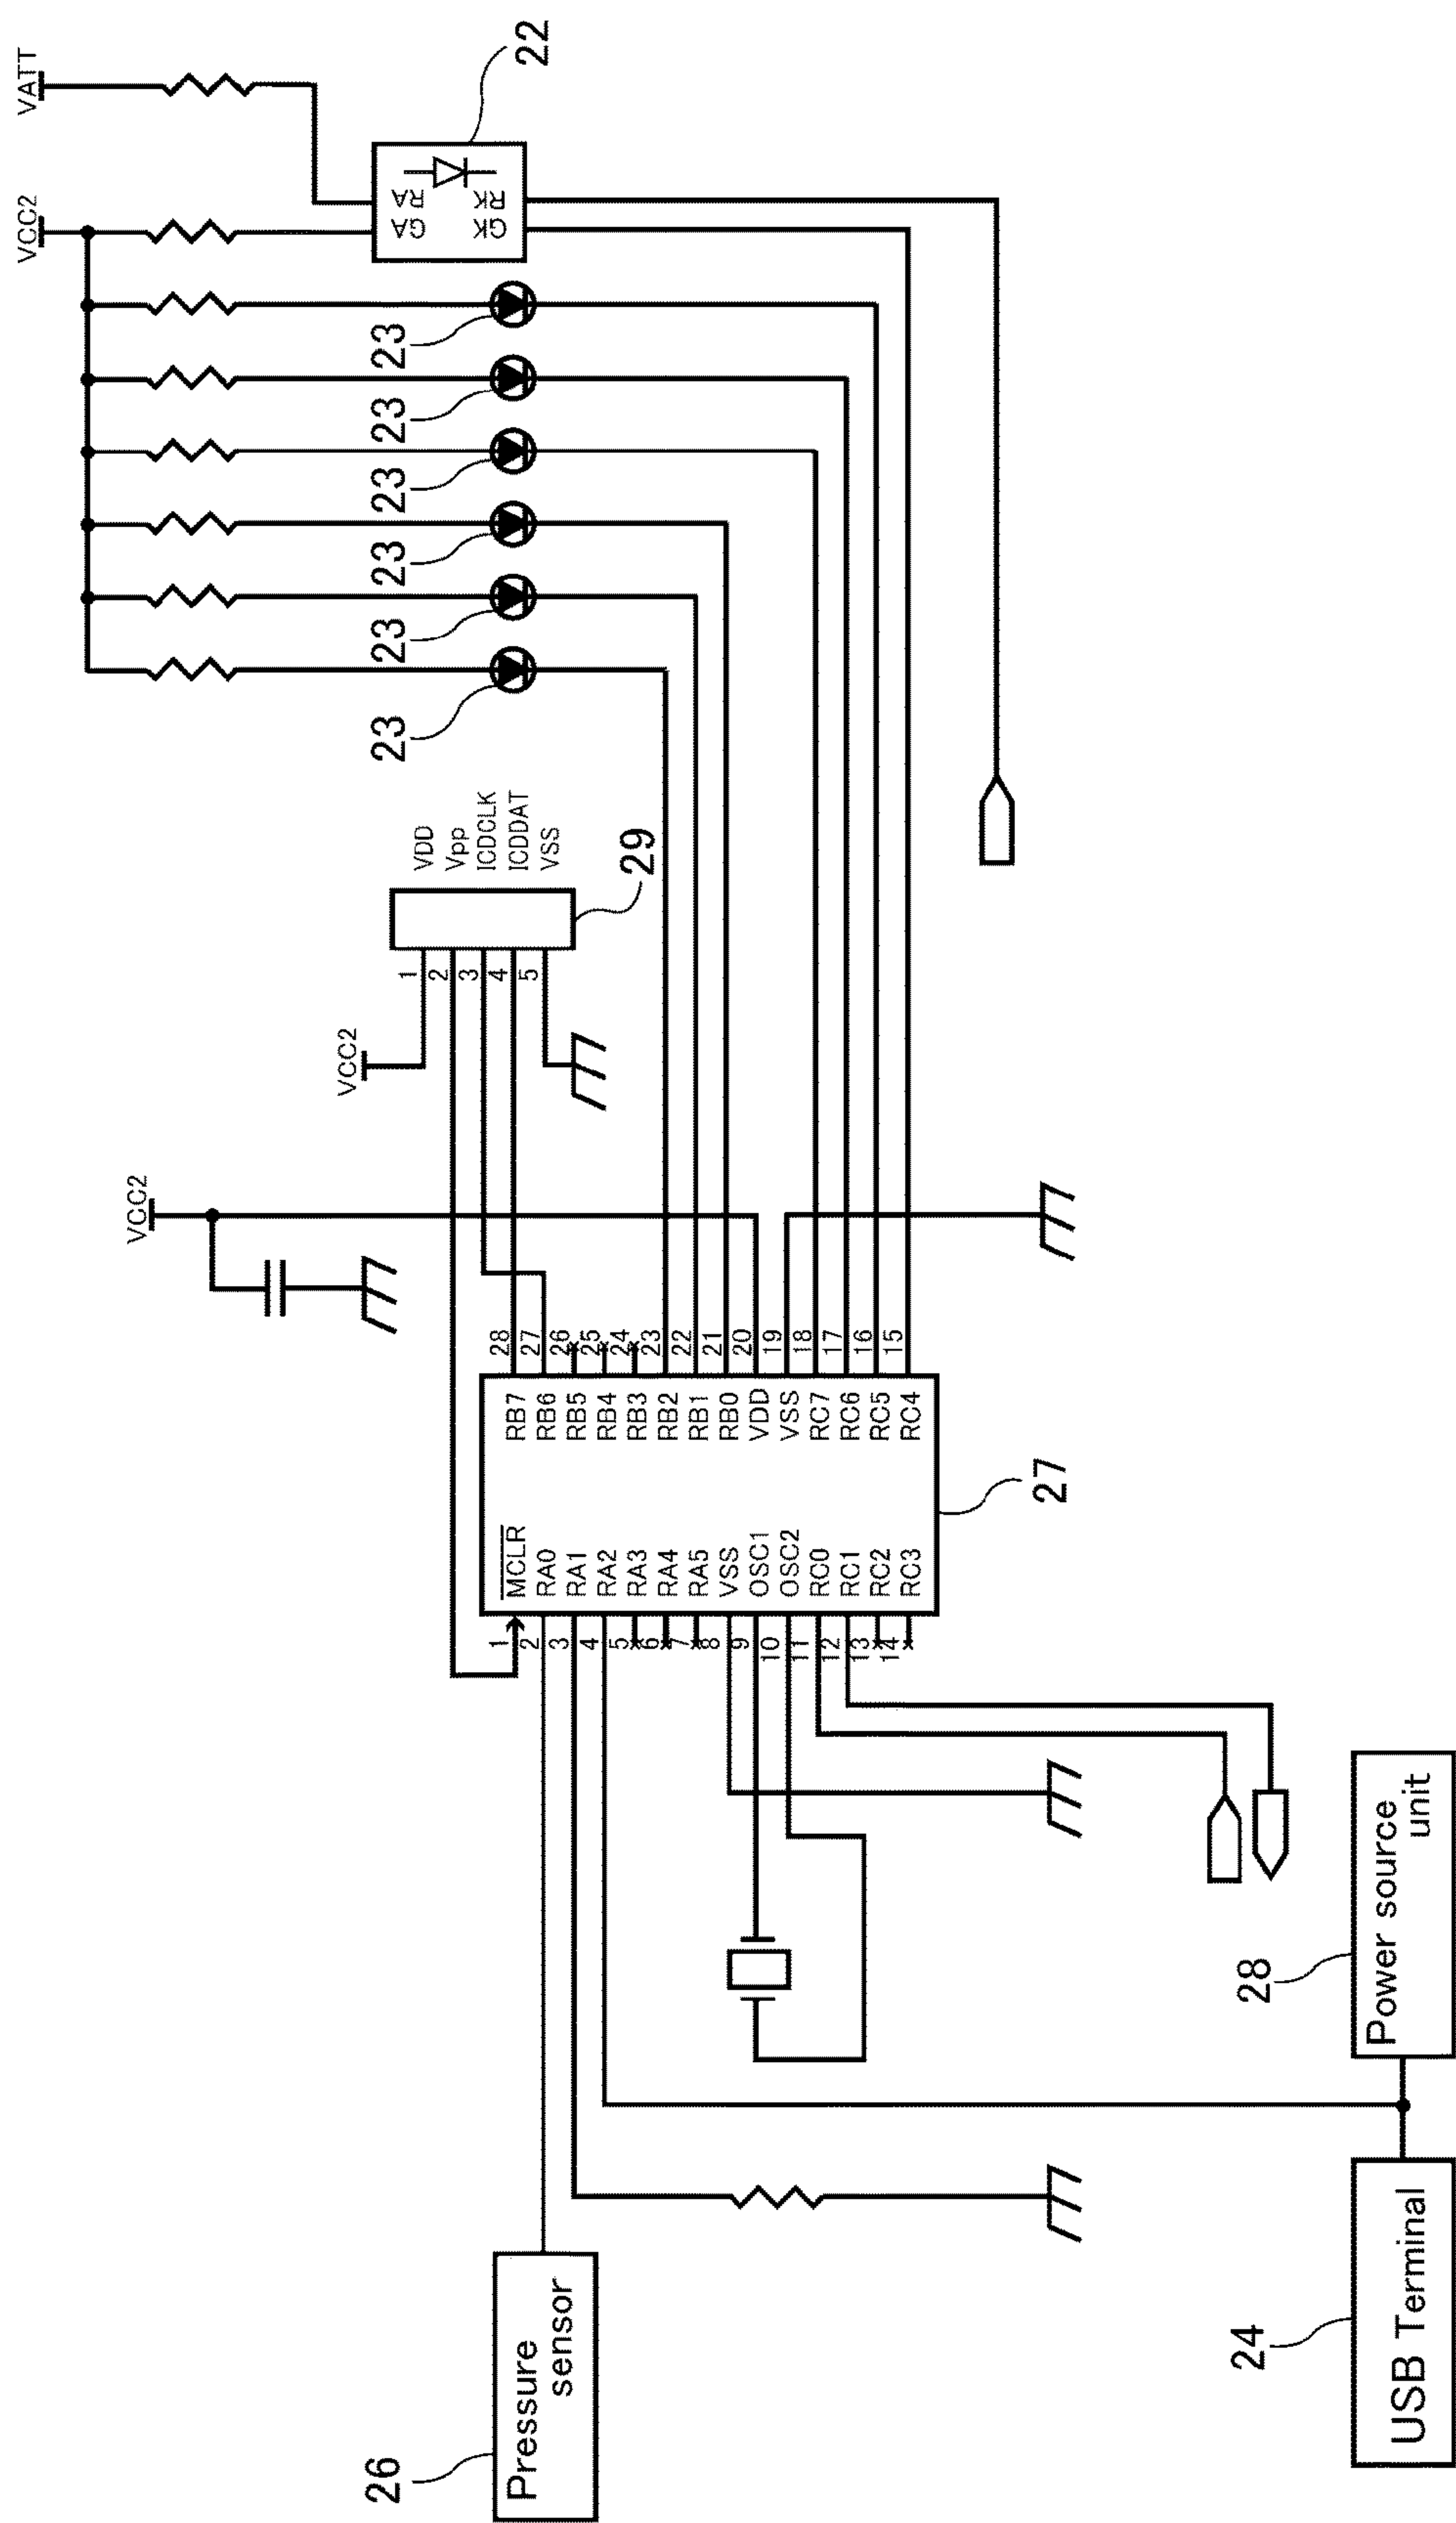 26
Pressure
sensor
24
USB Terminal
28
Power source
unit
27
1
2
3
4
5
6
7
8
9
10
11
12
13
14
MCLR
RA0
RA1
RA2
RA3
RA4
RA5
VSS
OSC1
OSC2
RC0
RC1
RC2
RC3
RB7
RB6
RB5
RB4
RB3
RB2
RB1
RB0
VDD
VSS
RC7
RC6
RC5
RC4
28
27
26
25
24
23
22
21
20
19
18
17
16
15
VCC2
VCC2
1
2
3
4
5
VDD
Vpp
ICDCLK
ICDDAT
VSS
29
23
23
23
23
23
23
VCC2
VATT
GA
RA
GK
RK
22